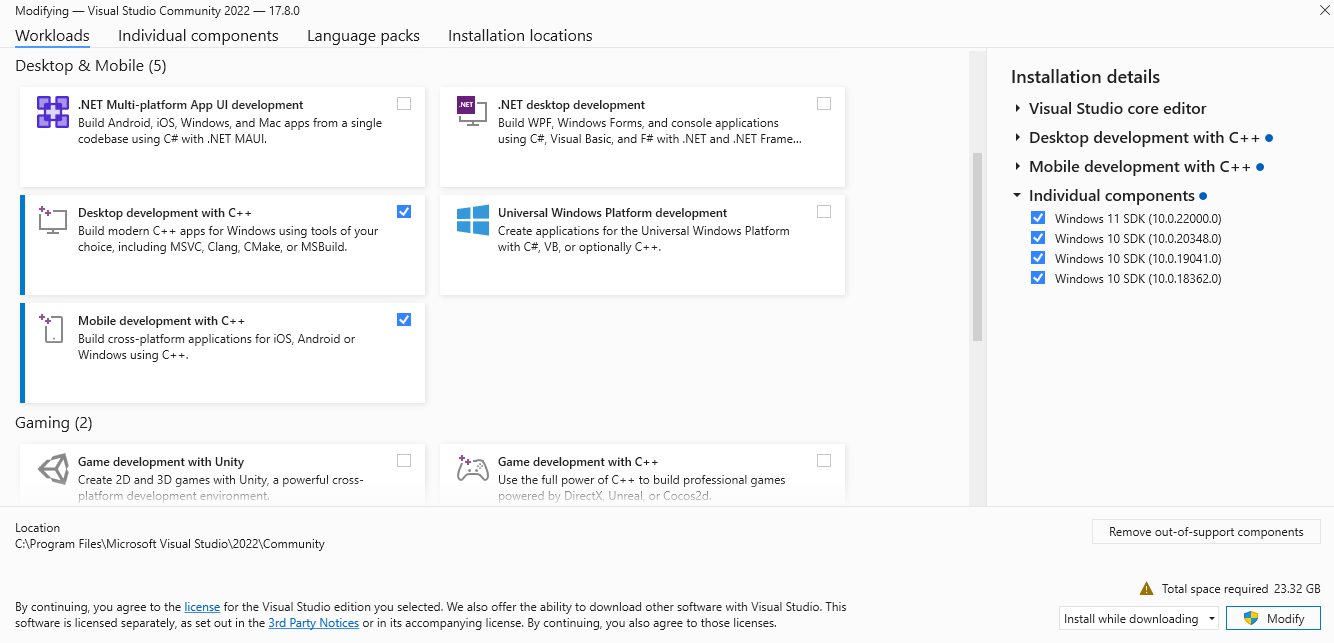 Modifying — Visual Studio Community 2022 — 17.8.0
Workloads
Individual components
Language packs
Installation locations
Desktop & Mobile (5)
.NET Multi-platform App UI development
Build Android, iOS, Windows, and Mac apps from a single
codebase using C# with .NET MAUI.
.NET
.NET desktop development
Build WPF, Windows Forms, and console applications
using C#, Visual Basic, and F# with .NET and .NET Frame...
Desktop development with C++
Build modern C++ apps for Windows using tools of your
choice, including MSVC, Clang, CMake, or MSBuild.
Universal Windows Platform development
Create applications for the Universal Windows Platform
with C#, VB, or optionally C++.
Mobile development with C++
Build cross-platform applications for iOS, Android or
Windows using C++.
Gaming (2)
Game development with Unity
Create 2D and 3D games with Unity, a powerful cross-
platform development environment.
Game development with C++
Use the full power of C++ to build professional games
powered by DirectX, Unreal, or Cocos2d.
Installation details
Visual Studio core editor
Desktop development with C++
Mobile development with C++
Individual components
Windows 11 SDK (10.0.22000.0)
Windows 10 SDK (10.0.20348.0)
Windows 10 SDK (10.0.19041.0)
Windows 10 SDK (10.0.18362.0)
Location
C:\Program Files\Microsoft Visual Studio\2022\Community
Remove out-of-support components
Total space required 23.32 GB
By continuing, you agree to the license for the Visual Studio edition you selected. We also offer the ability to download other software with Visual Studio. This
software is licensed separately, as set out in the 3rd Party Notices or in its accompanying license. By continuing, you also agree to those licenses.
Install while downloading
Modify